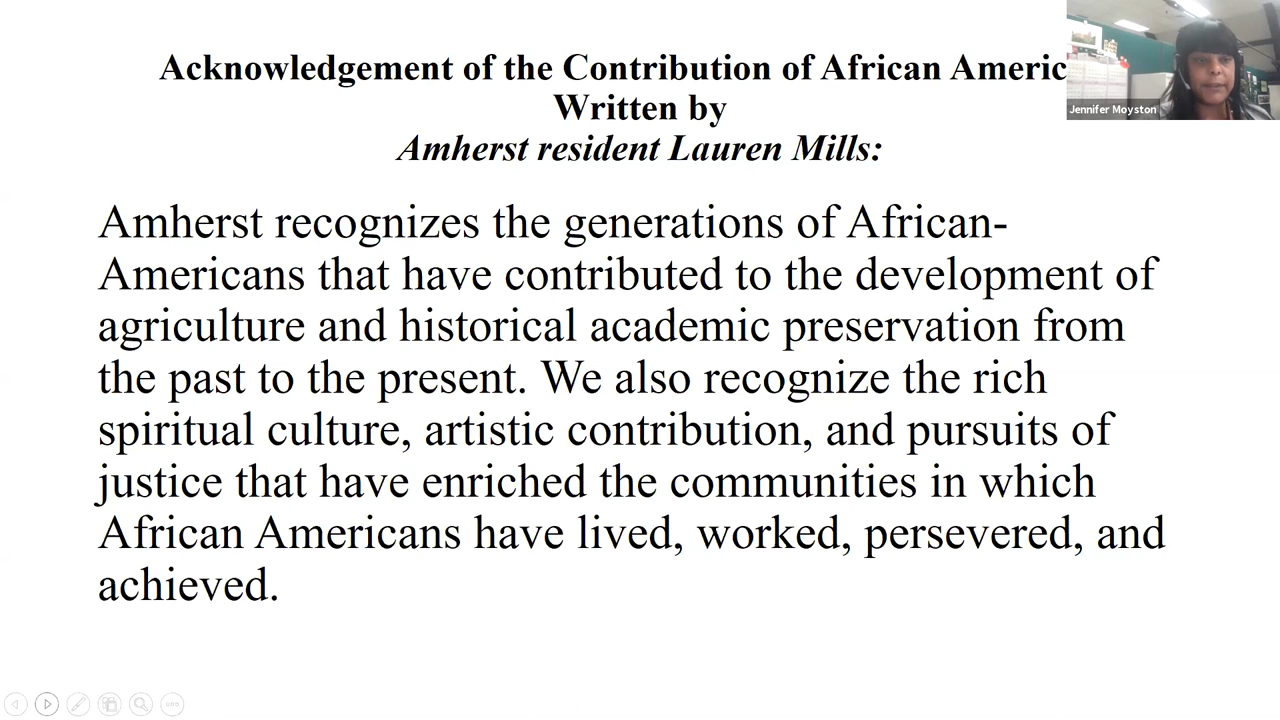 Acknowledgement of the Contribution of African Americ
Written by
Amherst resident Lauren Mills:
Jennifer Moyston
Amherst recognizes the generations of African-
Americans that have contributed to the development of
agriculture and historical academic preservation from
the past to the present. We also recognize the rich
spiritual culture, artistic contribution, and pursuits of
justice that have enriched the communities in which
African Americans have lived, worked, persevered, and
achieved.